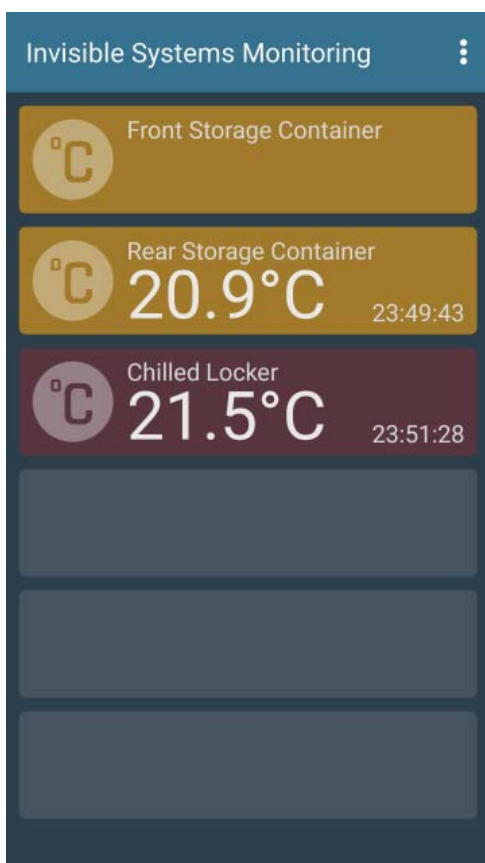 Invisible Systems Monitoring
°C
Front Storage Container
°C
Rear Storage Container
20.9°C
23:49:43
°C
Chilled Locker
21.5°C
23:51:28